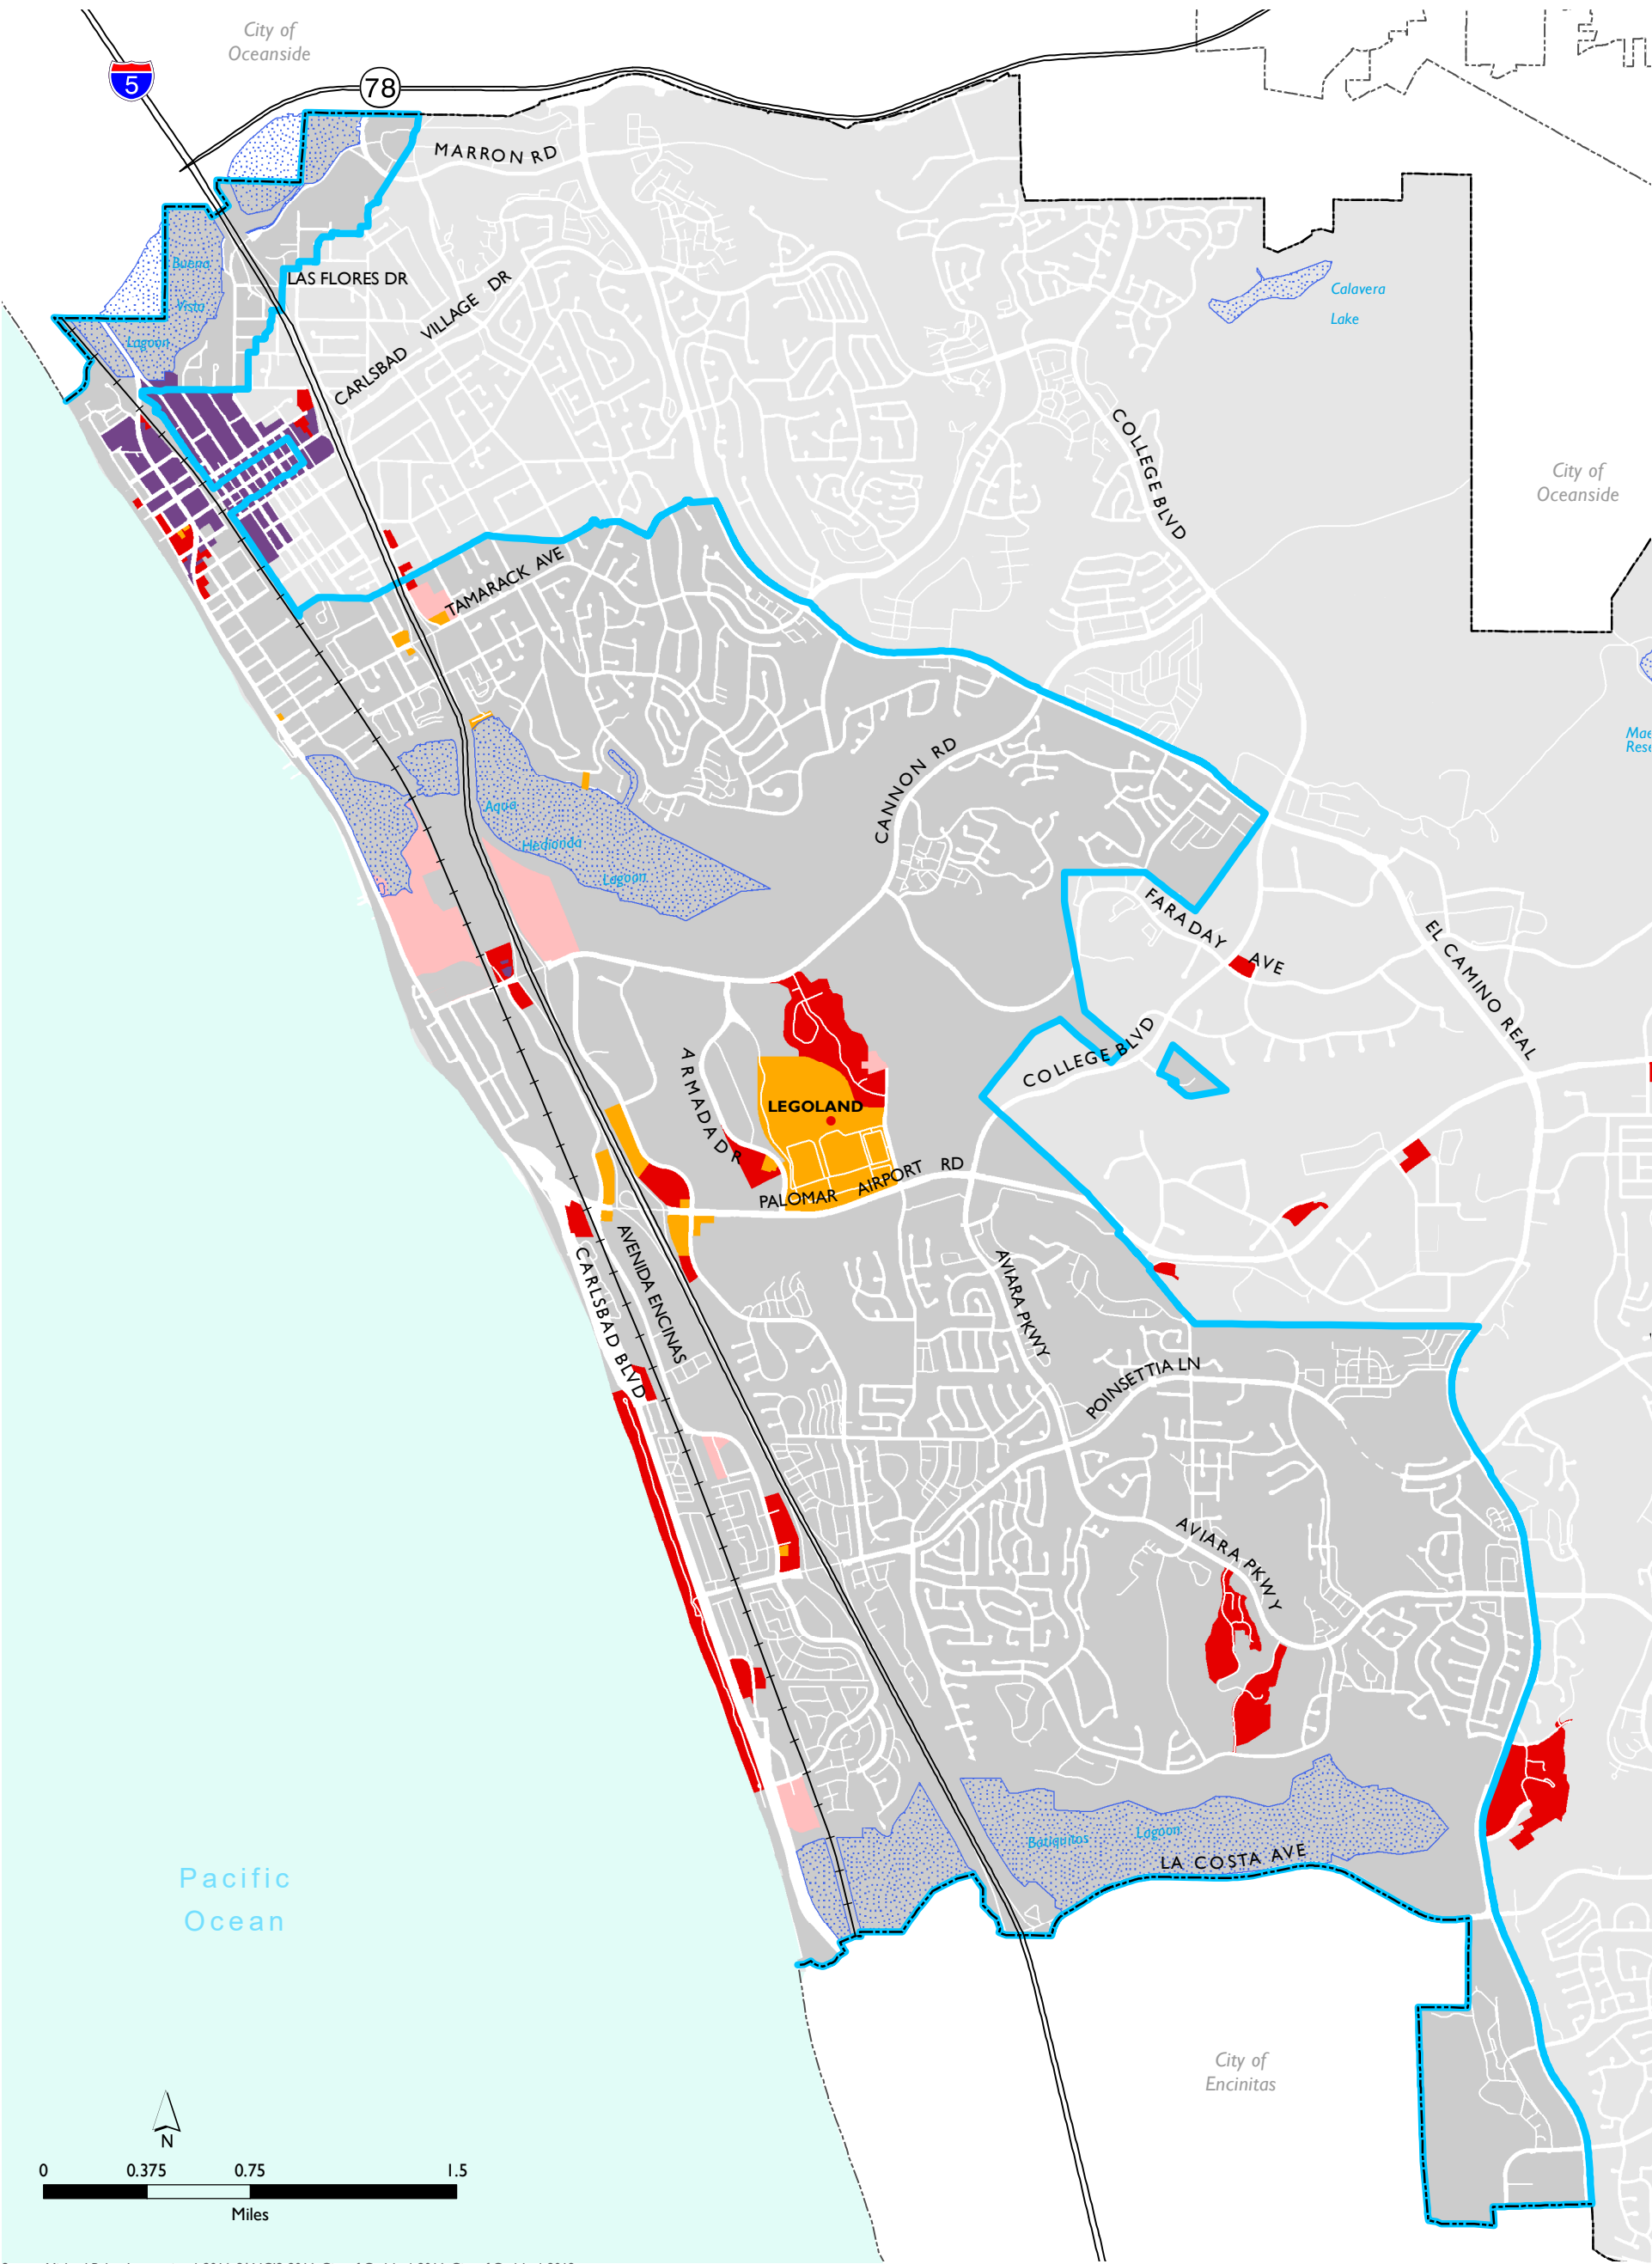 City of
Oceanside
5
78
MARRON RD
Buena
Vista
Lagoon
LAS FLORES DR
CARLSBAD VILLAGE DR
Calavera
Lake
COLLEGE BLVD
City of
Oceanside
TAMARACK AVE
CANNON RD
Agua
Hedionda
Lagoon
FARADAY AVE
EL CAMINO REAL
COLLEGE BLVD
ARMADA DR
LEGOLAND
PALOMAR AIRPORT RD
AVENIDA ENCINAS
CARLSBAD BLVD
AVIARA PKWY
POINSETTIA LN
AVIARA PKWY
Batiquitos Lagoon
LA COSTA AVE
Pacific
Ocean
City of
Encinitas
N
0 0.375 0.75 1.5
Miles